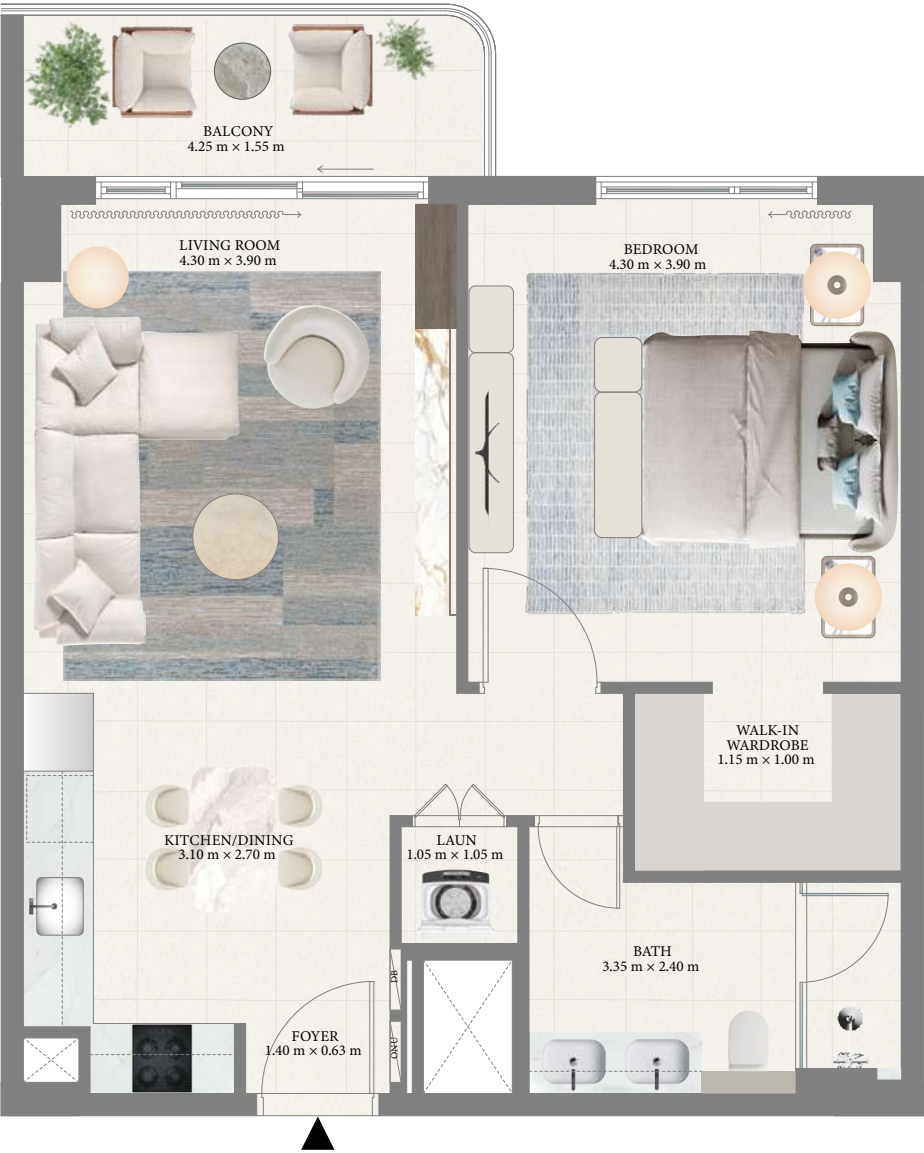 BALCONY
4.25 m × 1.55 m
LIVING ROOM
4.30 m × 3.90 m
BEDROOM
4.30 m × 3.90 m
WALK-IN
WARDROBE
1.15 m × 1.00 m
KITCHEN/DINING
3.10 m × 2.70 m
LAUN
1.05 m × 1.05 m
BATH
3.35 m × 2.40 m
DB
FOYER
1.40 m × 0.63 m
ONU